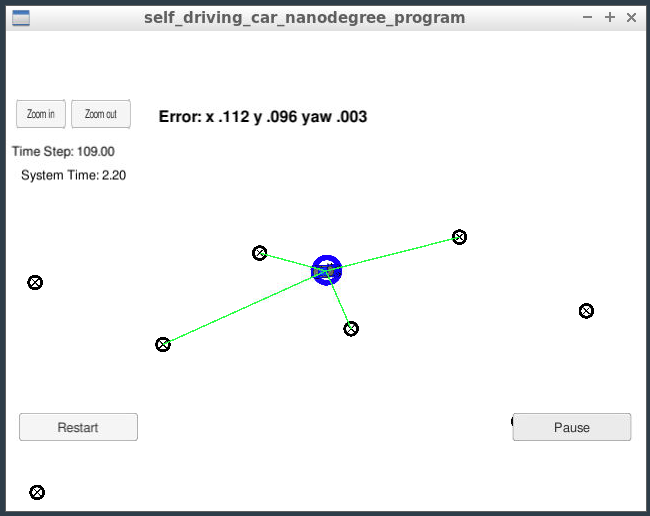 self_driving_car_nanodegree_program
Zoom in
Zoom out
Error: x .112 y .096 yaw .003
Time Step: 109.00
System Time: 2.20
Restart
Pause